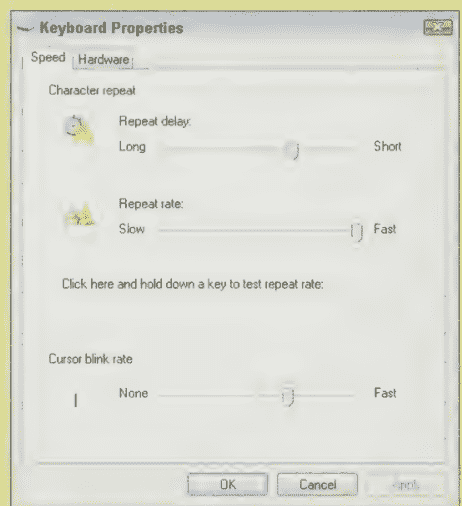 Keyboard Properties
Speed Hardware
Character repeat
Repeat delay:
Long Short
Repeat rate:
Slow Fast
Click here and hold down a key to test repeat rate:
Cursor blink rate
None Fast
OK Cancel Apply